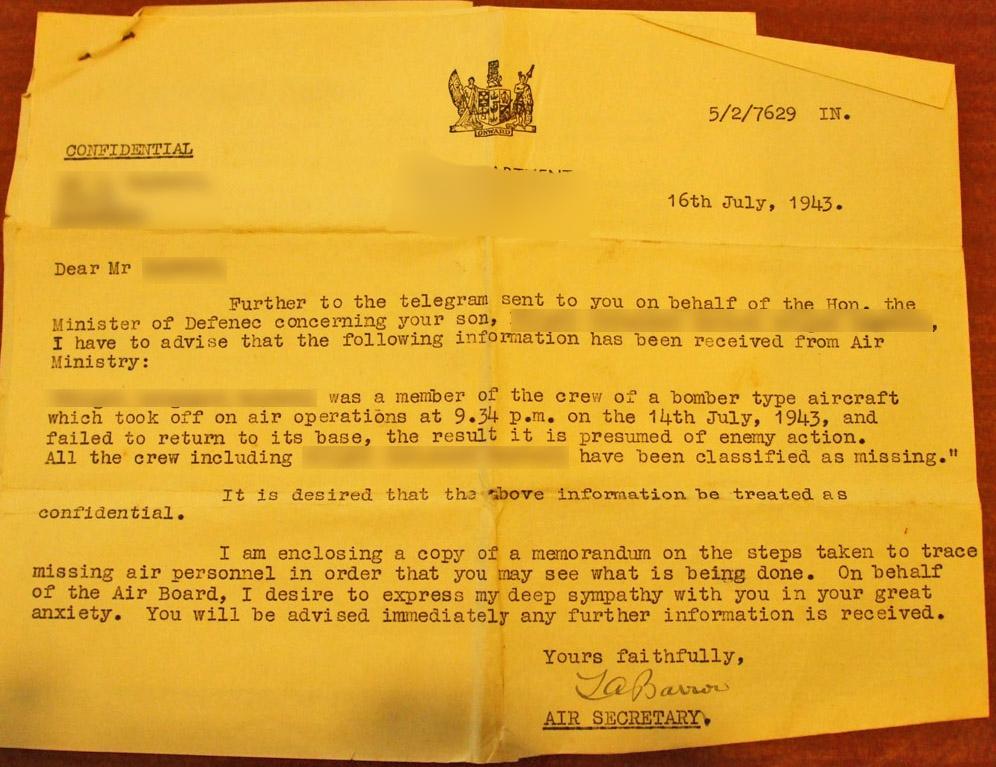 ONWARD
5/2/7629 IN.
CONFIDENTIAL
16th July, 1943.
Dear Mr
Further to the telegram sent to you on behalf of the Hon. the
Minister of Defenec concerning your son, ,
I have to advise that the following information has been received from Air
Ministry:
was a member of the crew of a bomber type aircraft
which took off on air operations at 9.34 p.m. on the 14th July, 1943, and
failed to return to its base, the result it is presumed of enemy action.
All the crew including have been classified as missing."
It is desired that the above information be treated as
confidential.
I am enclosing a copy of a memorandum on the steps taken to trace
missing air personnel in order that you may see what is being done. On behalf
of the Air Board, I desire to express my deep sympathy with you in your great
anxiety. You will be advised immediately any further information is received.
Yours faithfully,
AIR SECRETARY.